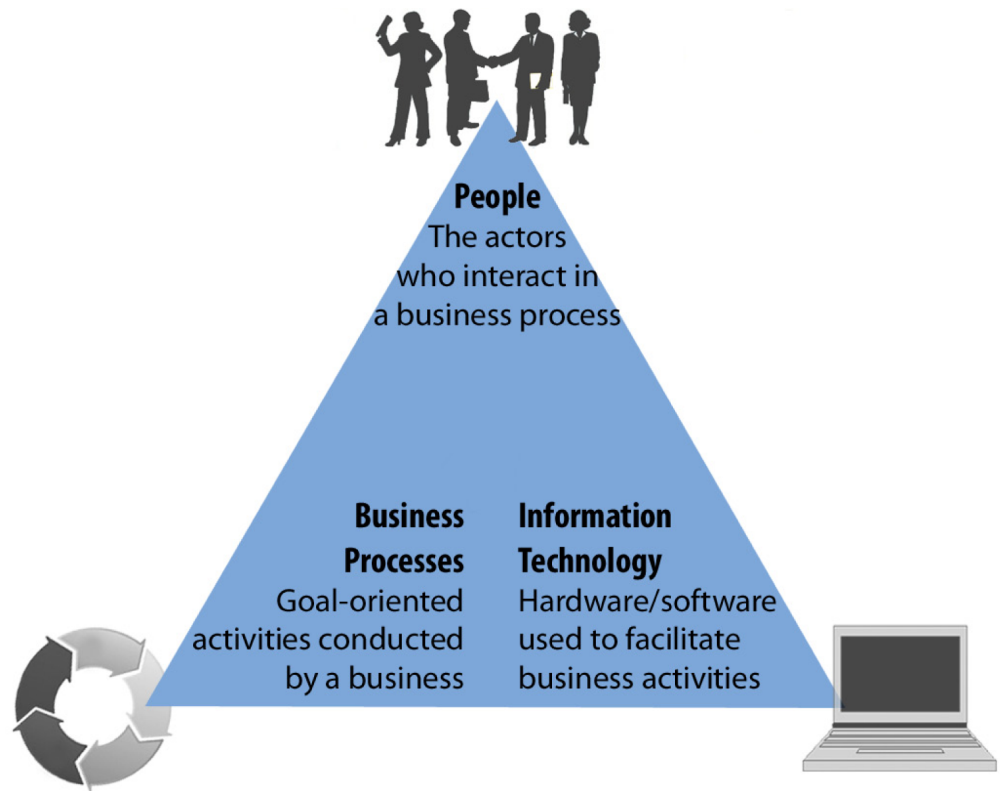 People
The actors
who interact in
a business process
Business
Processes
Goal-oriented
activities conducted
by a business
Information
Technology
Hardware/software
used to facilitate
business activities